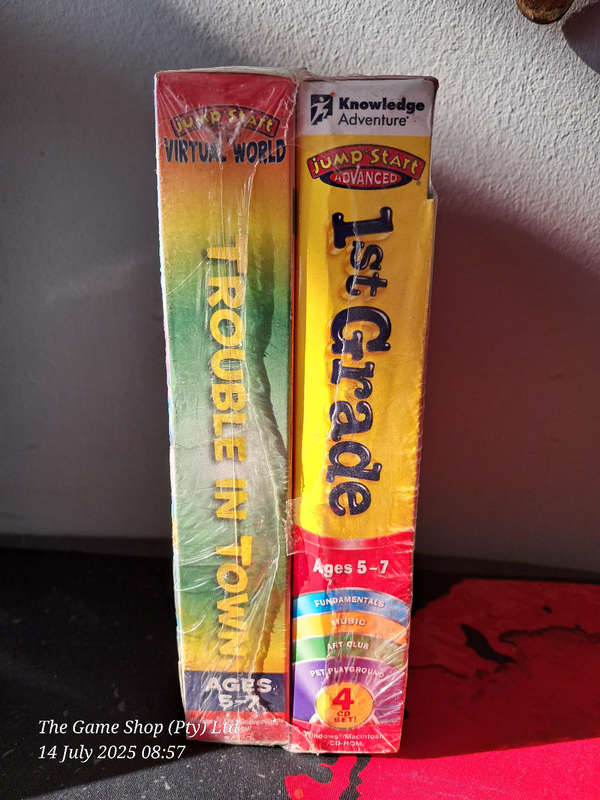 Jump Start
VIRTUAL WORLD
TROUBLE IN TOWN
AGES
5-7
Knowledge
Adventure®
Jump Start
ADVANCED
1st Grade
Ages 5-7
FUNDAMENTALS
MUSIC
ART CLUB
PET PLAYGROUND
4
CD
SET!
Windows®/Macintosh®
CD-ROM
The Game Shop (Pty) Ltd
14 July 2025 08:57